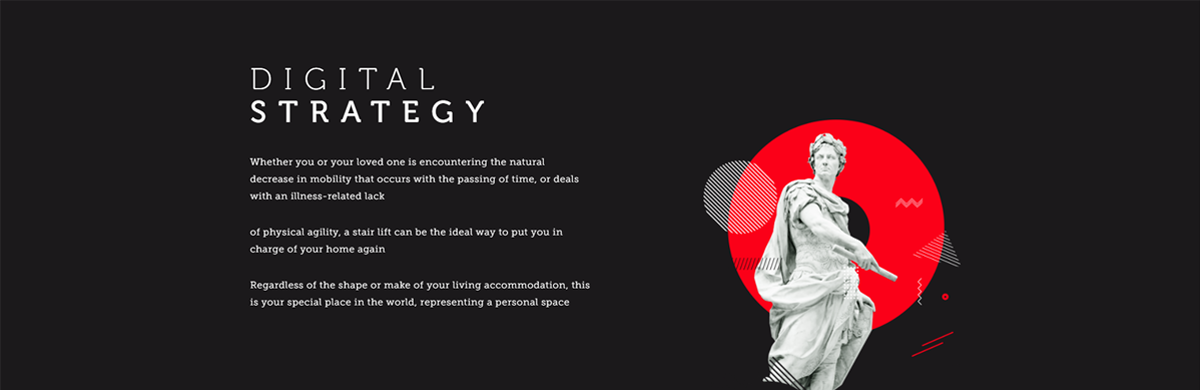 DIGITAL
STRATEGY
Whether you or your loved one is encountering the natural
decrease in mobility that occurs with the passing of time, or deals
with an illness-related lack
of physical agility, a stair lift can be the ideal way to put you in
charge of your home again
Regardless of the shape or make of your living accommodation, this
is your special place in the world, representing a personal space